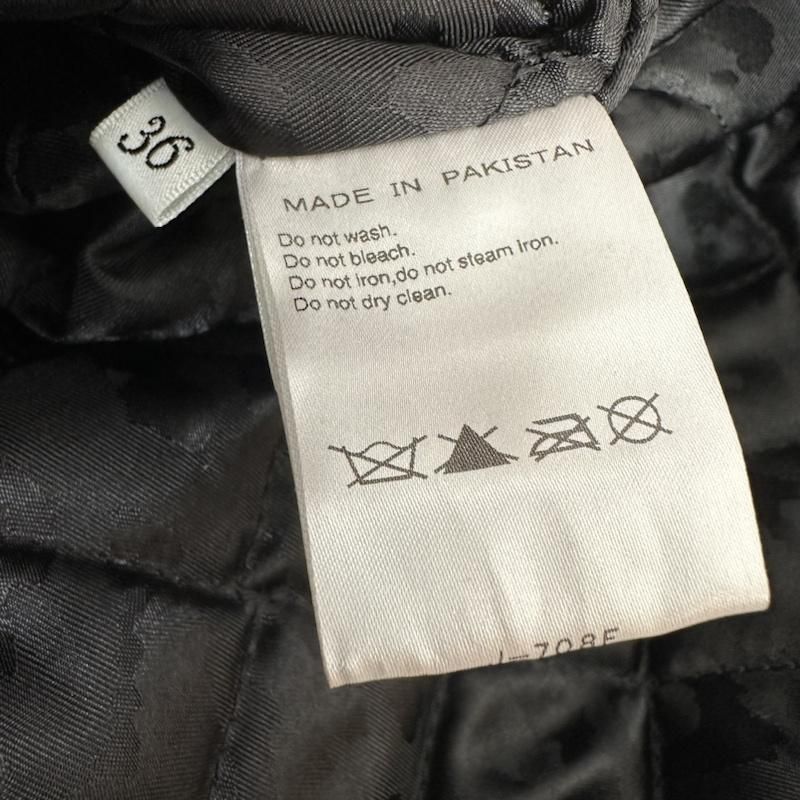 36
MADE IN PAKISTAN
Do not wash.
Do not bleach.
Do not iron,do not steam iron.
Do not dry clean.